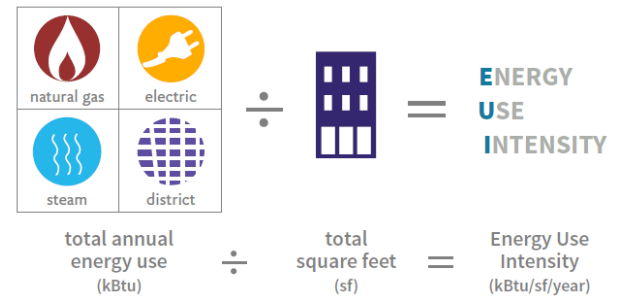 natural gas
electric
steam
district
÷
=
ENERGY
USE
INTENSITY
total annual
energy use
(kBtu)
÷
total
square feet
(sf)
=
Energy Use
Intensity
(kBtu/sf/year)